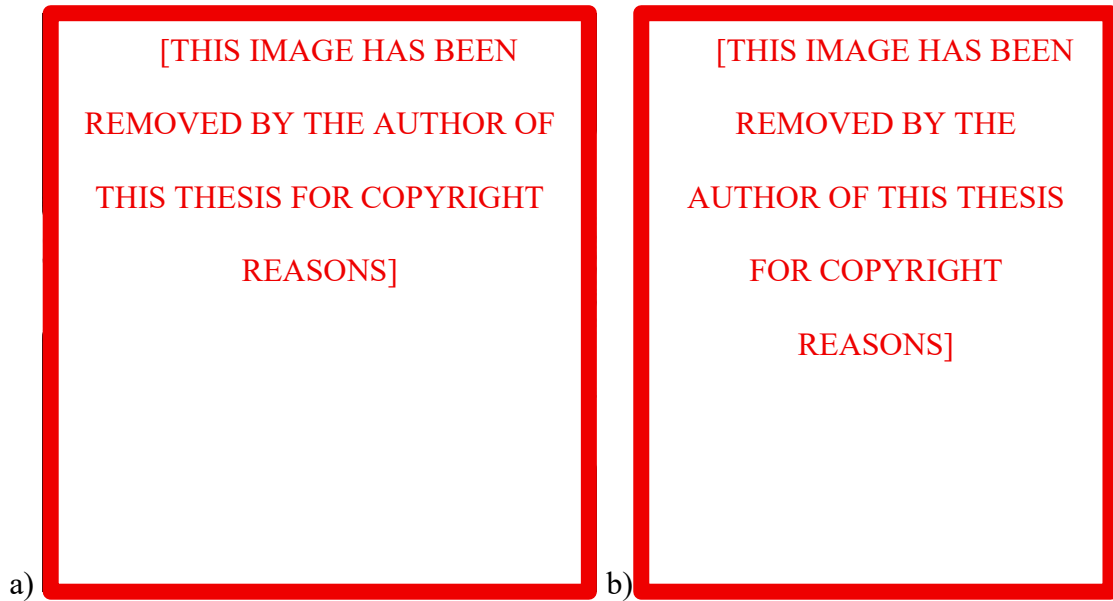 [THIS IMAGE HAS BEEN
REMOVED BY THE AUTHOR OF
THIS THESIS FOR COPYRIGHT
REASONS]
a)
[THIS IMAGE HAS BEEN
REMOVED BY THE
AUTHOR OF THIS THESIS
FOR COPYRIGHT
REASONS]
b)